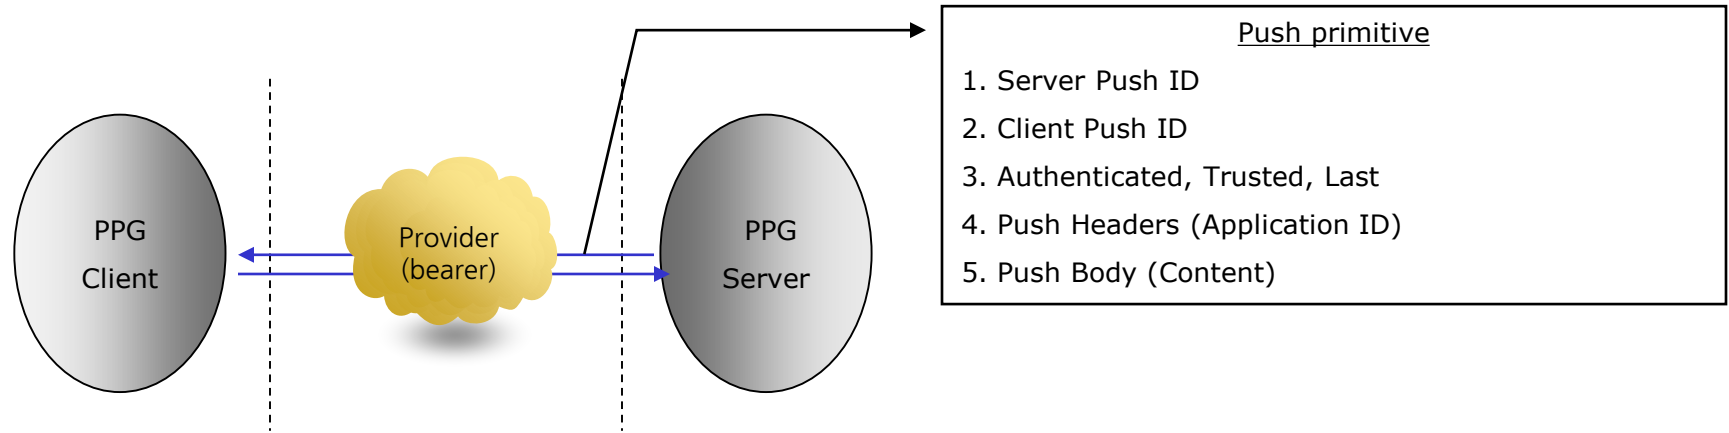 PPG
Client
Provider
(bearer)
PPG
Server
Push primitive
1. Server Push ID
2. Client Push ID
3. Authenticated, Trusted, Last
4. Push Headers (Application ID)
5. Push Body (Content)